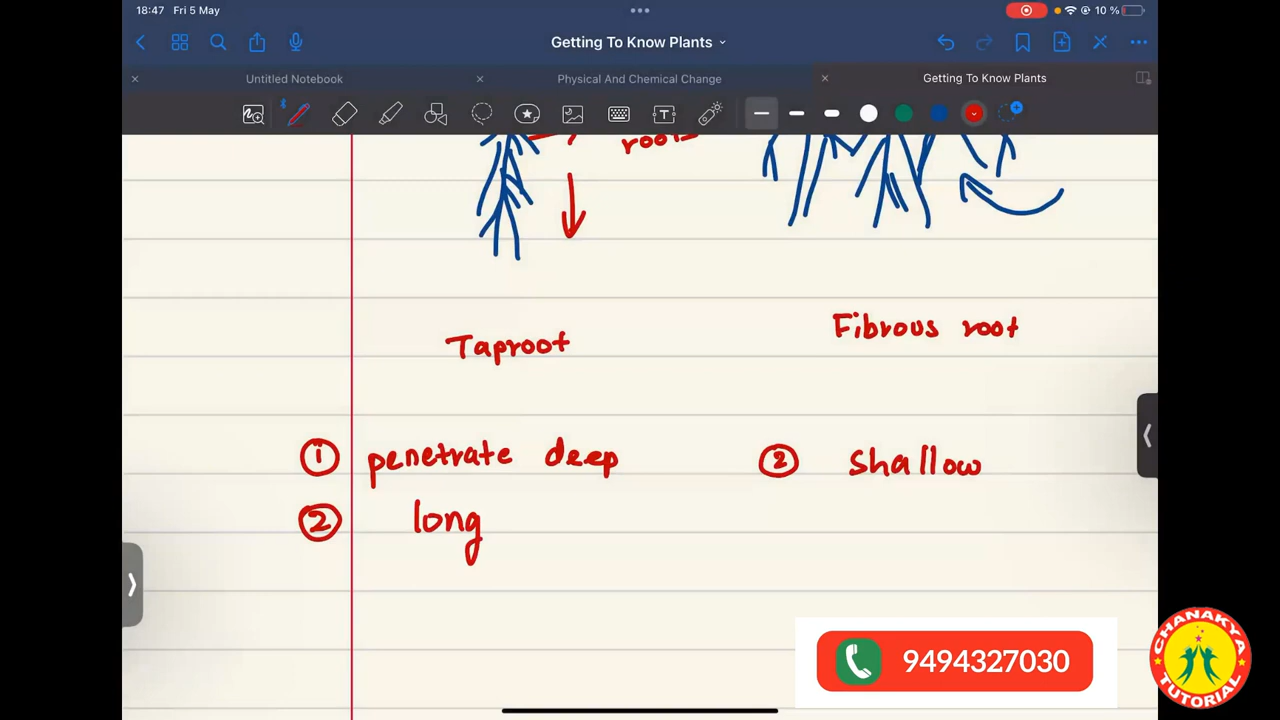 18:47 Fri 5 May
10 %
Getting To Know Plants
Untitled Notebook
Physical And Chemical Change
Getting To Know Plants
roots
Taproot
Fibrous root
① penetrate deep
② shallow
② long
9494327030
CHANAKYA
TUTORIAL